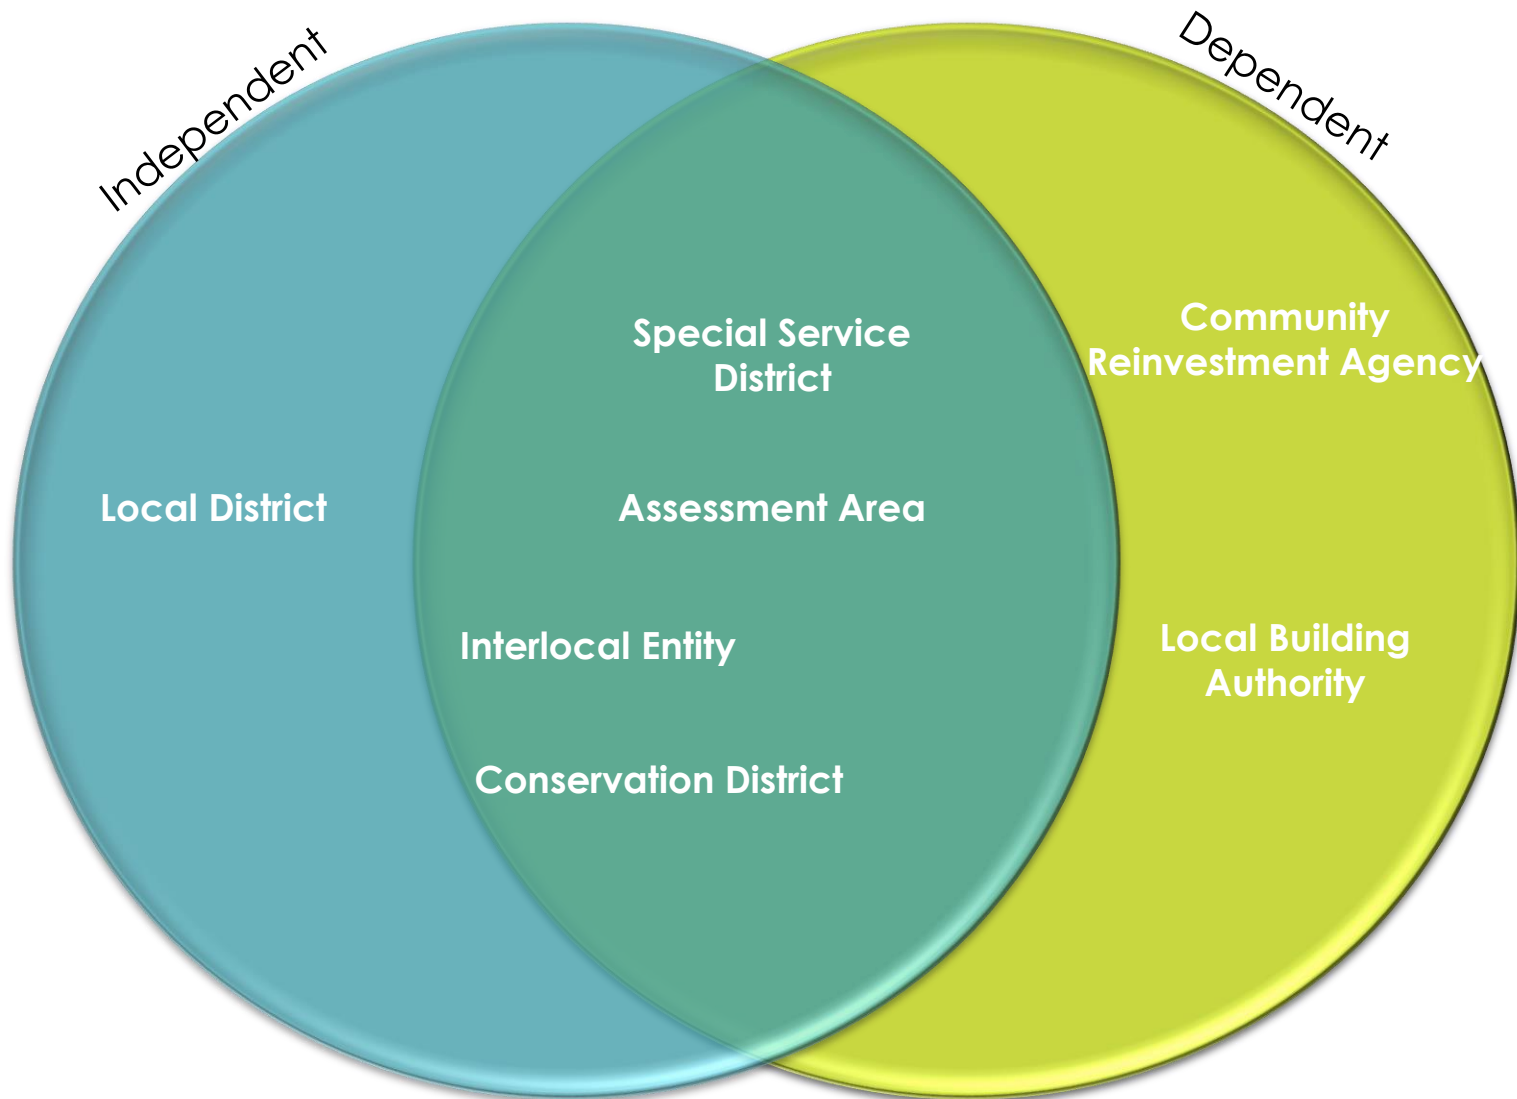 Independent
Dependent
Special Service
District
Community
Reinvestment Agency
Local District
Assessment Area
Interlocal Entity
Local Building
Authority
Conservation District